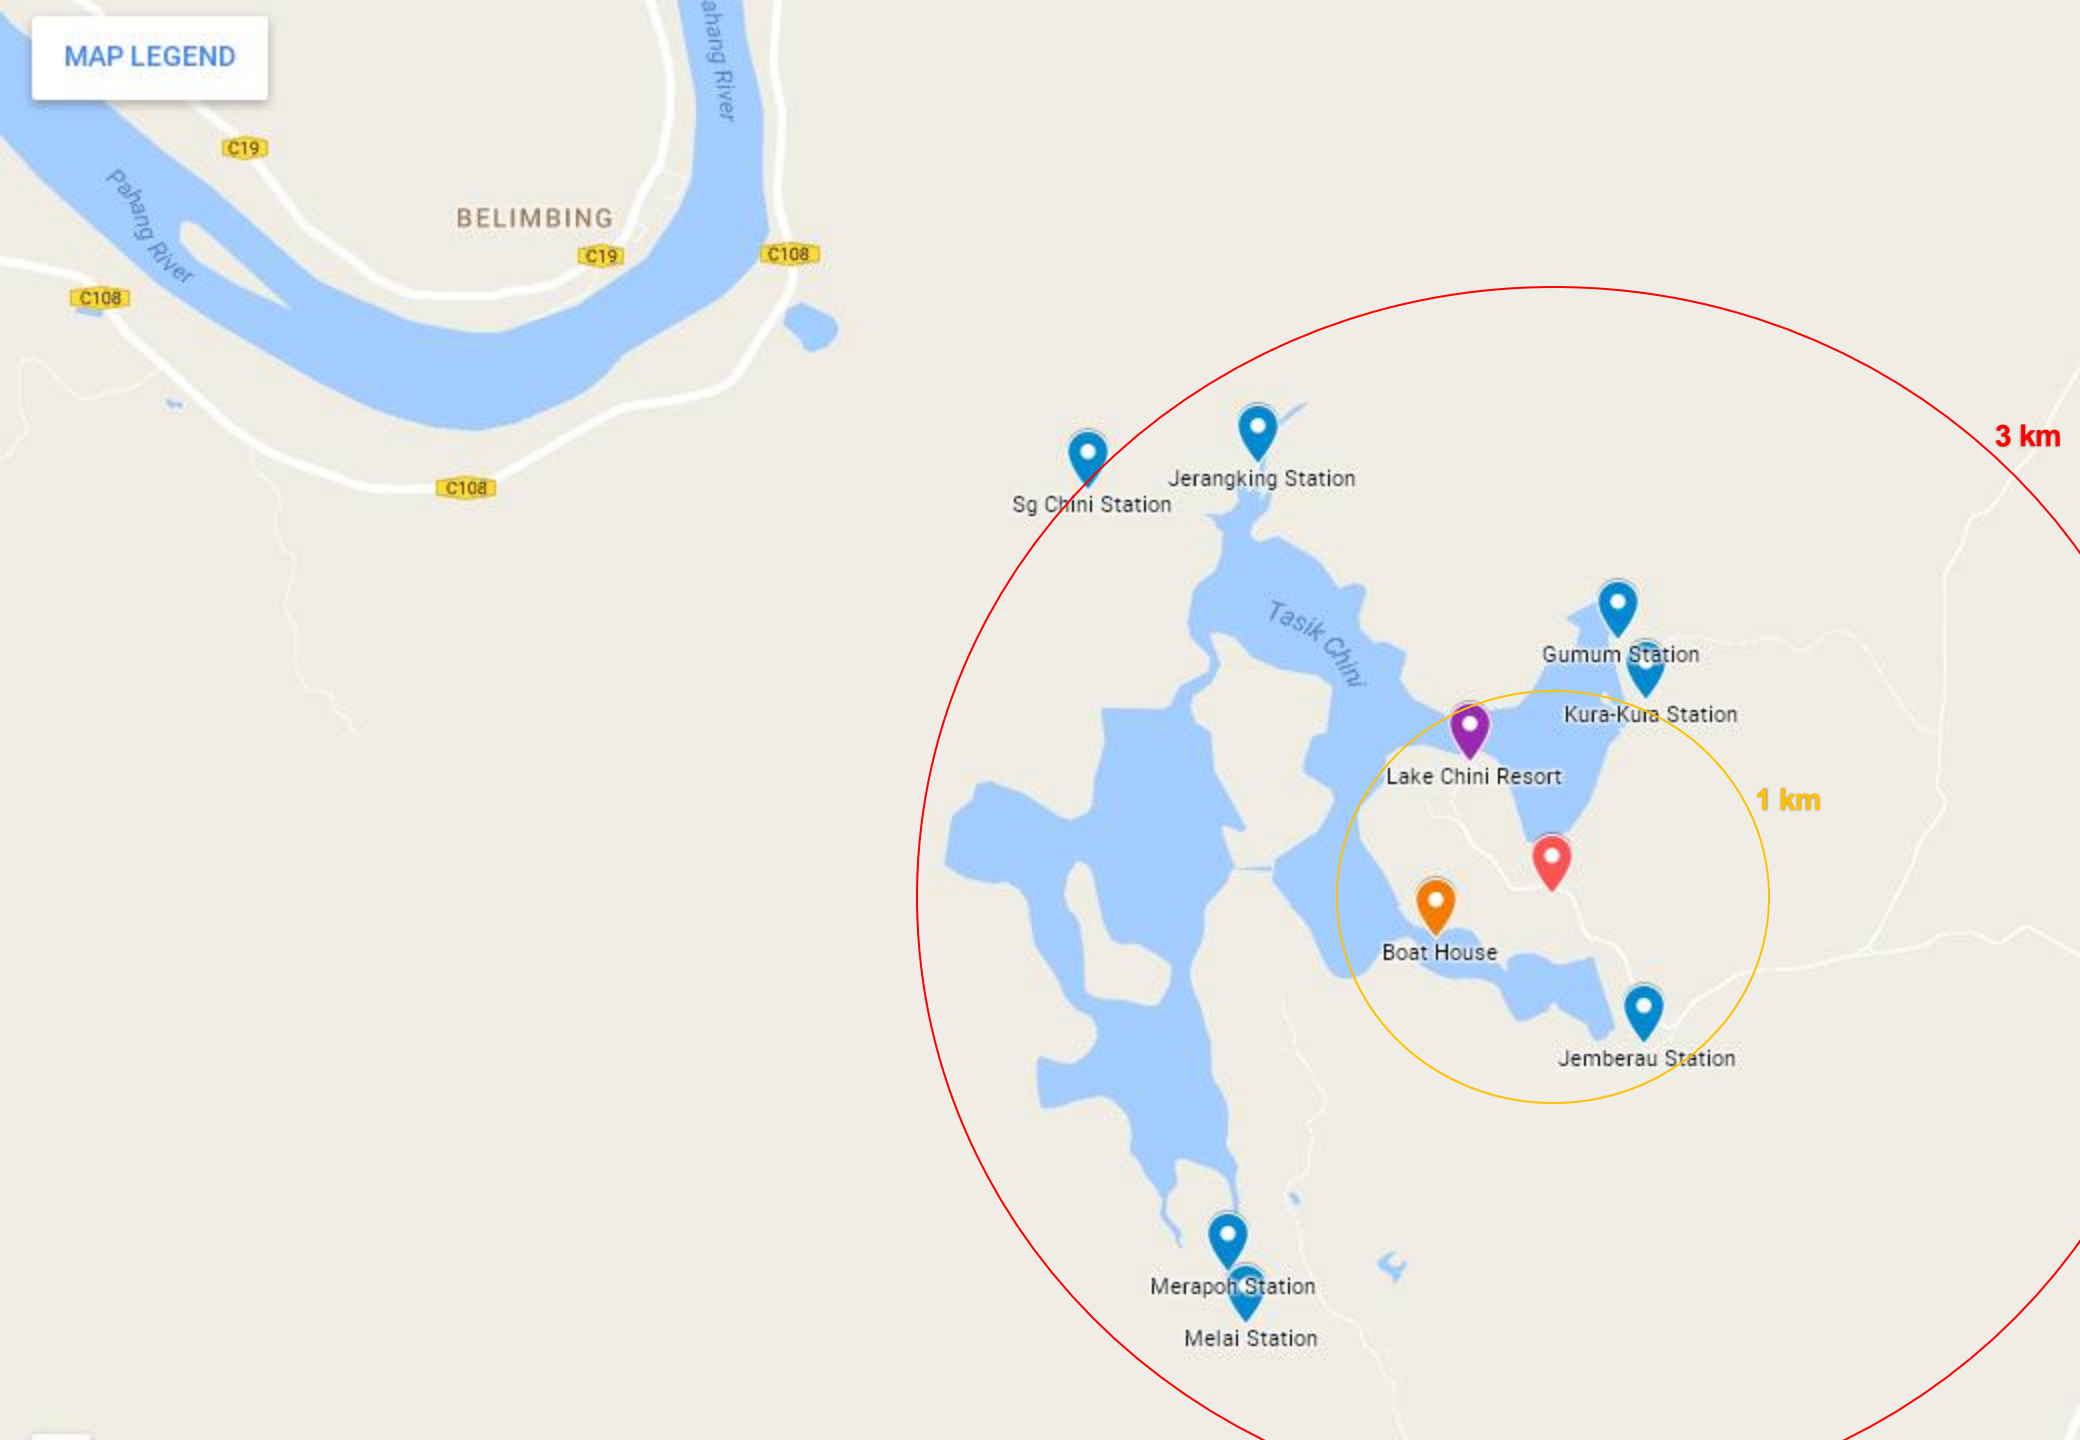 MAP LEGEND
ahang River
C19
Pahang River
BELIMBING
C19
C108
C108
3 km
Jerangking Station
C108
Sg Chini Station
Tasik Chini
Gumum Station
Kura-Kura Station
Lake Chini Resort
1 km
Boat House
Jemberau Station
Merapoh Station
Melai Station